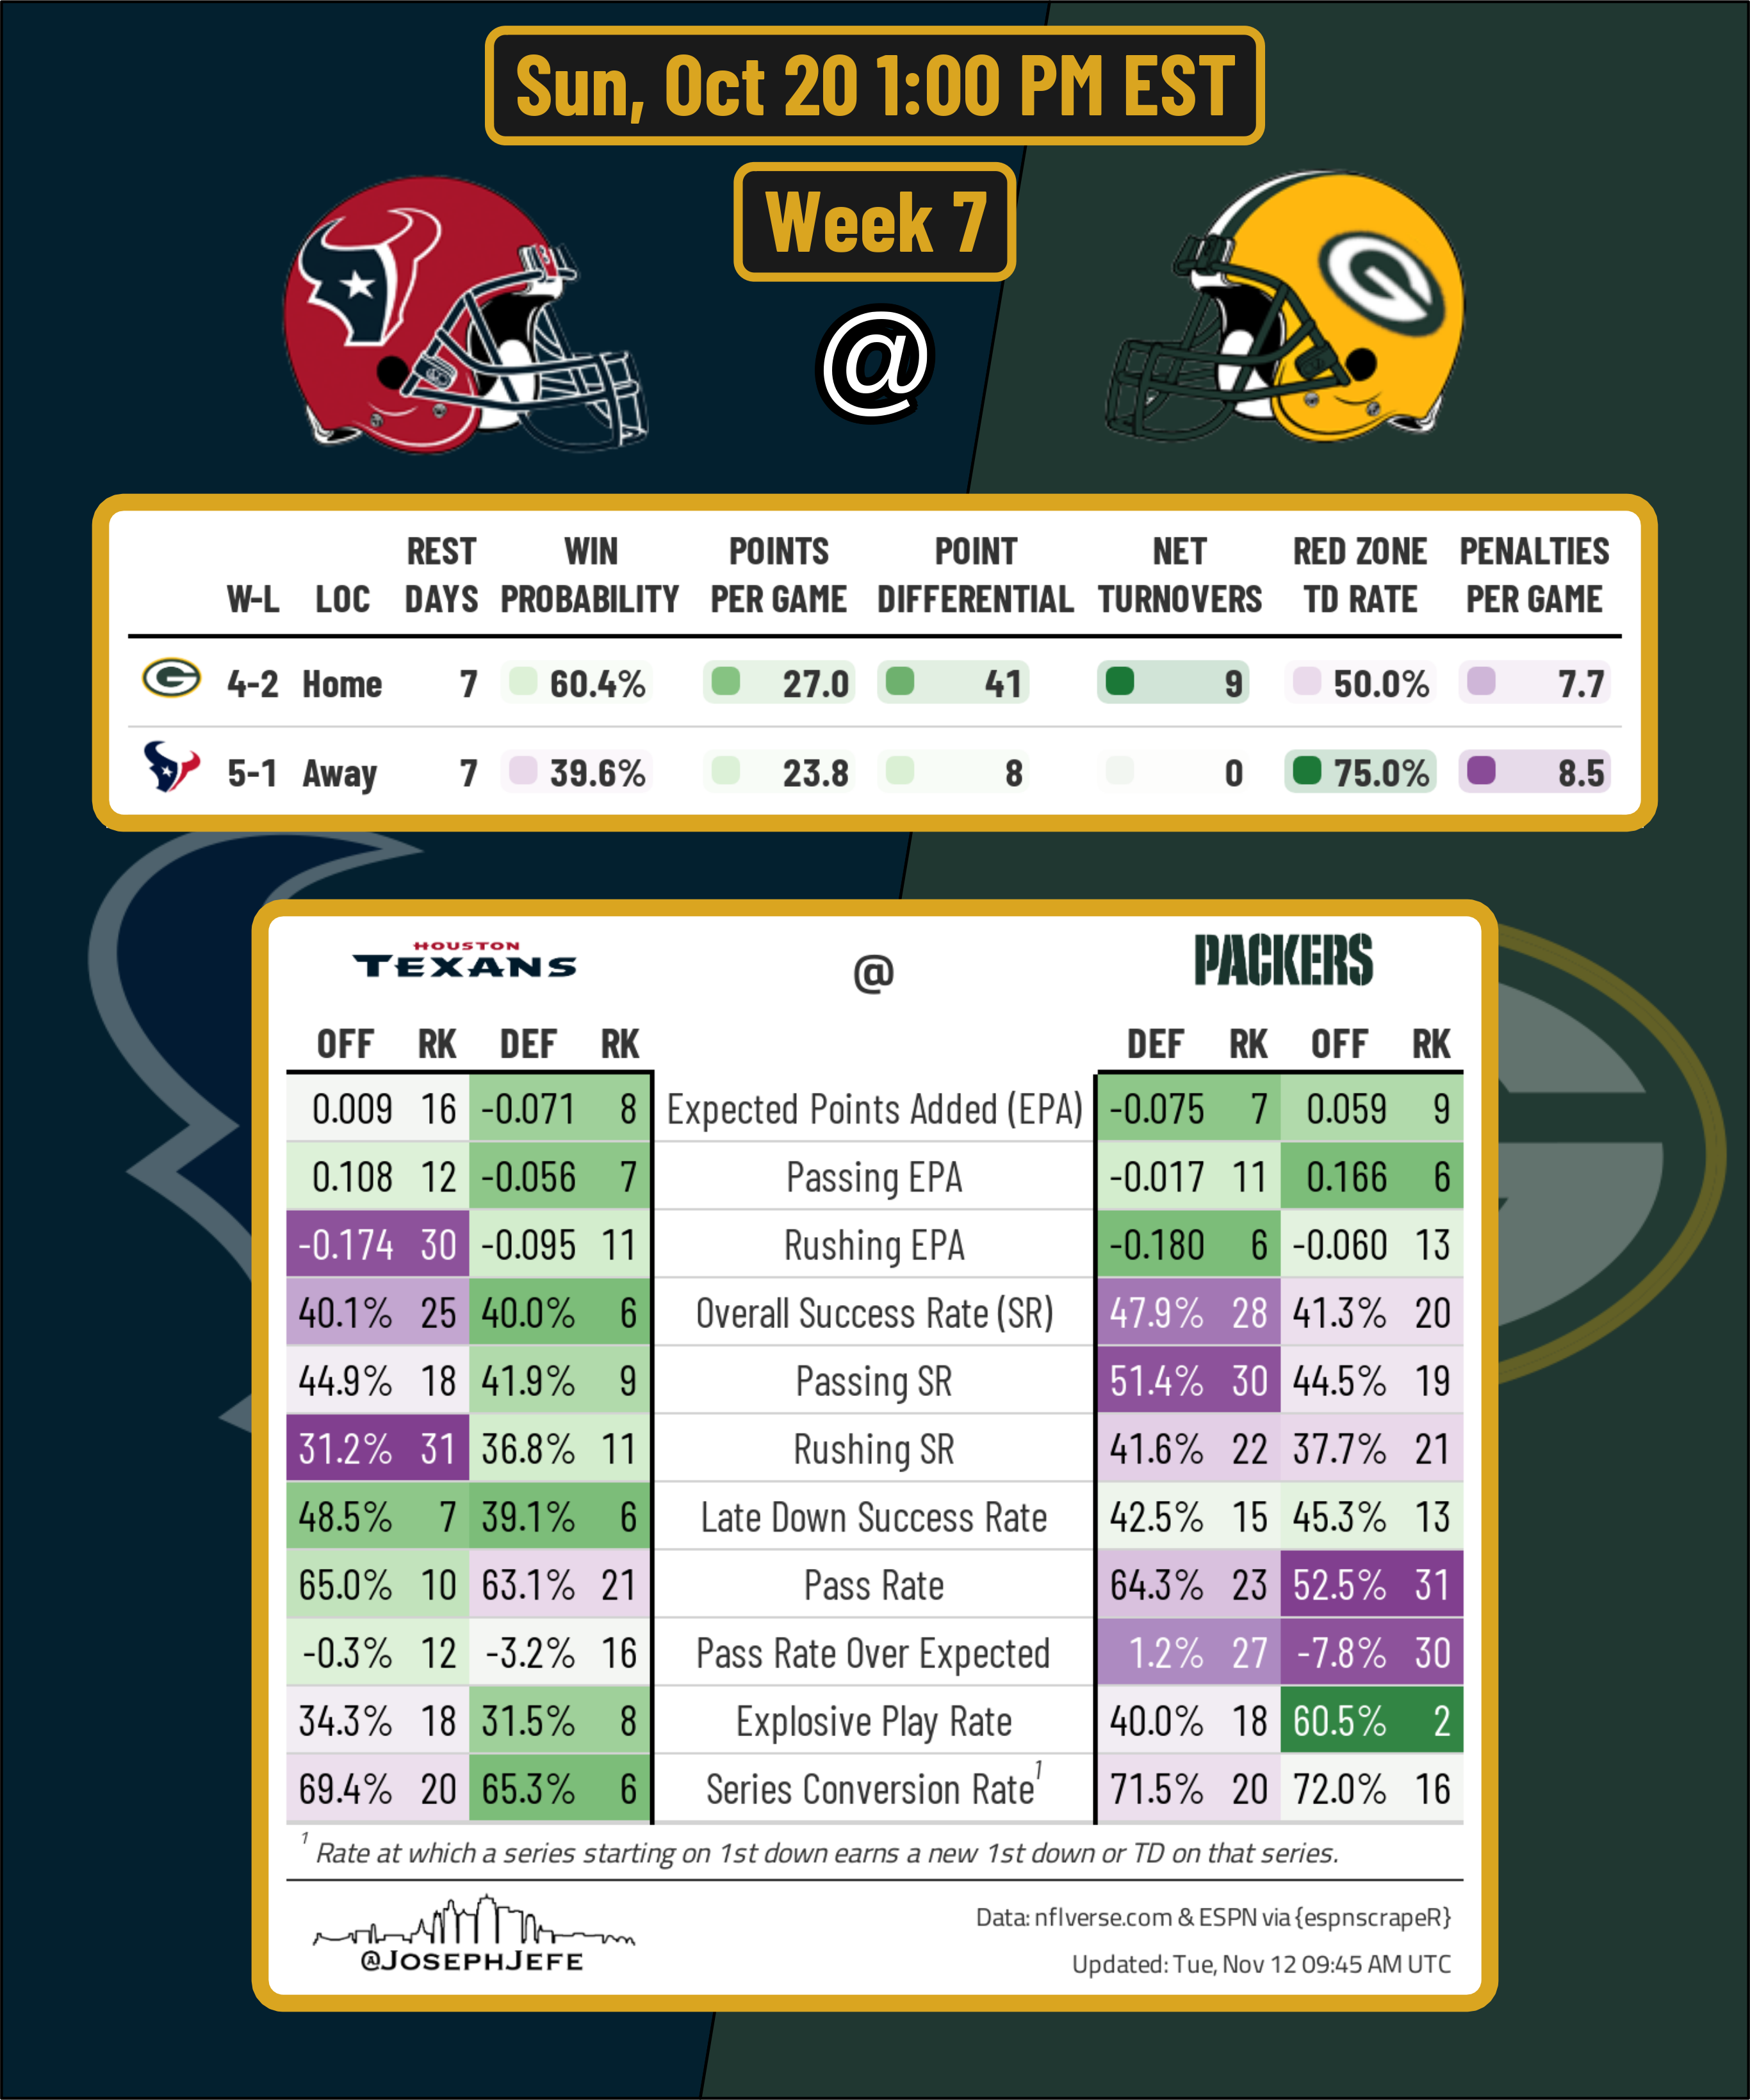 Sun, Oct 20 1:00 PM EST
Week 7
@
W-L LOC REST DAYS WIN PROBABILITY POINTS PER GAME POINT DIFFERENTIAL NET TURNOVERS RED ZONE TD RATE PENALTIES PER GAME
4-2 Home 7 60.4% 27.0 41 9 50.0% 7.7
5-1 Away 7 39.6% 23.8 8 0 75.0% 8.5
HOUSTON
TEXANS @ PACKERS
OFF RK DEF RK DEF RK OFF RK
0.009 16 -0.071 8 Expected Points Added (EPA) -0.075 7 0.059 9
0.108 12 -0.056 7 Passing EPA -0.017 11 0.166 6
-0.174 30 -0.095 11 Rushing EPA -0.180 6 -0.060 13
40.1% 25 40.0% 6 Overall Success Rate (SR) 47.9% 28 41.3% 20
44.9% 18 41.9% 9 Passing SR 51.4% 30 44.5% 19
31.2% 31 36.8% 11 Rushing SR 41.6% 22 37.7% 21
48.5% 7 39.1% 6 Late Down Success Rate 42.5% 15 45.3% 13
65.0% 10 63.1% 21 Pass Rate 64.3% 23 52.5% 31
-0.3% 12 -3.2% 16 Pass Rate Over Expected 1.2% 27 -7.8% 30
34.3% 18 31.5% 8 Explosive Play Rate 40.0% 18 60.5% 2
69.4% 20 65.3% 6 Series Conversion Rate1 71.5% 20 72.0% 16
1 Rate at which a series starting on 1st down earns a new 1st down or TD on that series.
@JOSEPHJEFE
Data: nflverse.com & ESPN via {espnscrapeR}
Updated: Tue, Nov 12 09:45 AM UTC